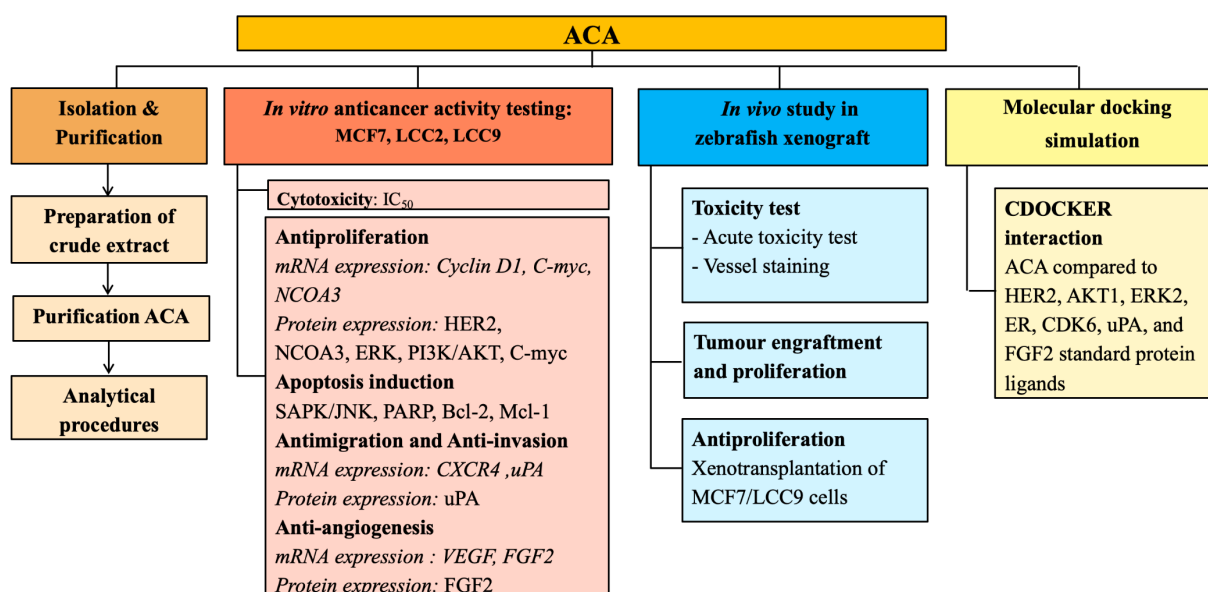 ACA
Isolation &
Purification
Preparation of
crude extract
Purification ACA
Analytical
procedures
In vitro anticancer activity testing:
MCF7, LCC2, LCC9
Cytotoxicity: IC50
Antiproliferation
mRNA expression: Cyclin D1, C-myc,
NCOA3
Protein expression: HER2,
NCOA3, ERK, PI3K/AKT, C-myc
Apoptosis induction
SAPK/JNK, PARP, Bcl-2, Mcl-1
Antimigration and Anti-invasion
mRNA expression: CXCR4 ,uPA
Protein expression: uPA
Anti-angiogenesis
mRNA expression : VEGF, FGF2
Protein expression: FGF2
In vivo study in
zebrafish xenograft
Toxicity test
- Acute toxicity test
- Vessel staining
Tumour engraftment
and proliferation
Antiproliferation
Xenotransplantation of
MCF7/LCC9 cells
Molecular docking
simulation
CDOCKER
interaction
ACA compared to
HER2, AKT1, ERK2,
ER, CDK6, uPA, and
FGF2 standard protein
ligands